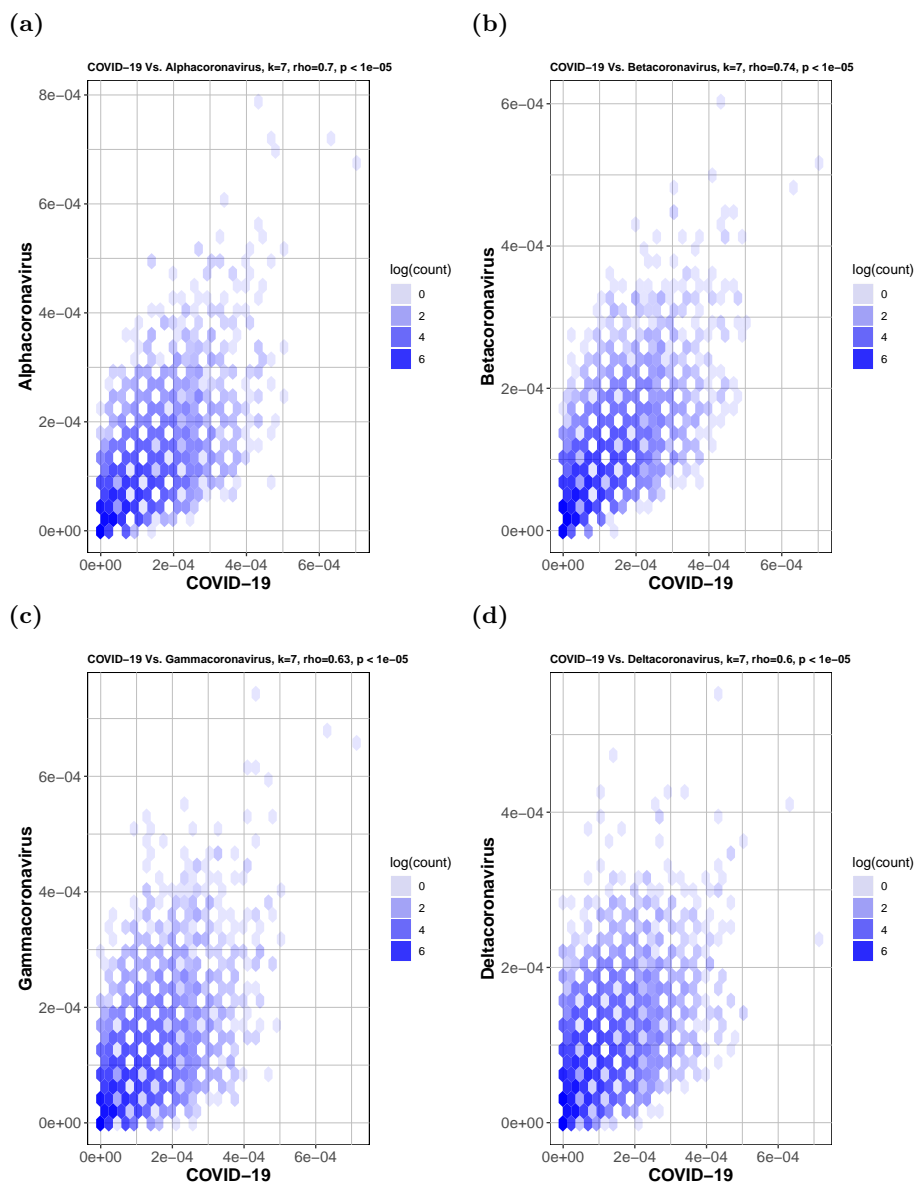 (a)
COVID−19 Vs. Alphacoronavirus, k=7, rho=0.7, p < 1e−05
8e−04
6e−04
4e−04
2e−04
0e+00
Alphacoronavirus
0e+00 2e−04 4e−04 6e−04
COVID−19
log(count)
0
2
4
6
(b)
COVID−19 Vs. Betacoronavirus, k=7, rho=0.74, p < 1e−05
6e−04
4e−04
2e−04
0e+00
Betacoronavirus
0e+00 2e−04 4e−04 6e−04
COVID−19
log(count)
0
2
4
6
(c)
COVID−19 Vs. Gammacoronavirus, k=7, rho=0.63, p < 1e−05
6e−04
4e−04
2e−04
0e+00
Gammacoronavirus
0e+00 2e−04 4e−04 6e−04
COVID−19
log(count)
0
2
4
6
(d)
COVID−19 Vs. Deltacoronavirus, k=7, rho=0.6, p < 1e−05
4e−04
2e−04
0e+00
Deltacoronavirus
0e+00 2e−04 4e−04 6e−04
COVID−19
log(count)
0
2
4
6